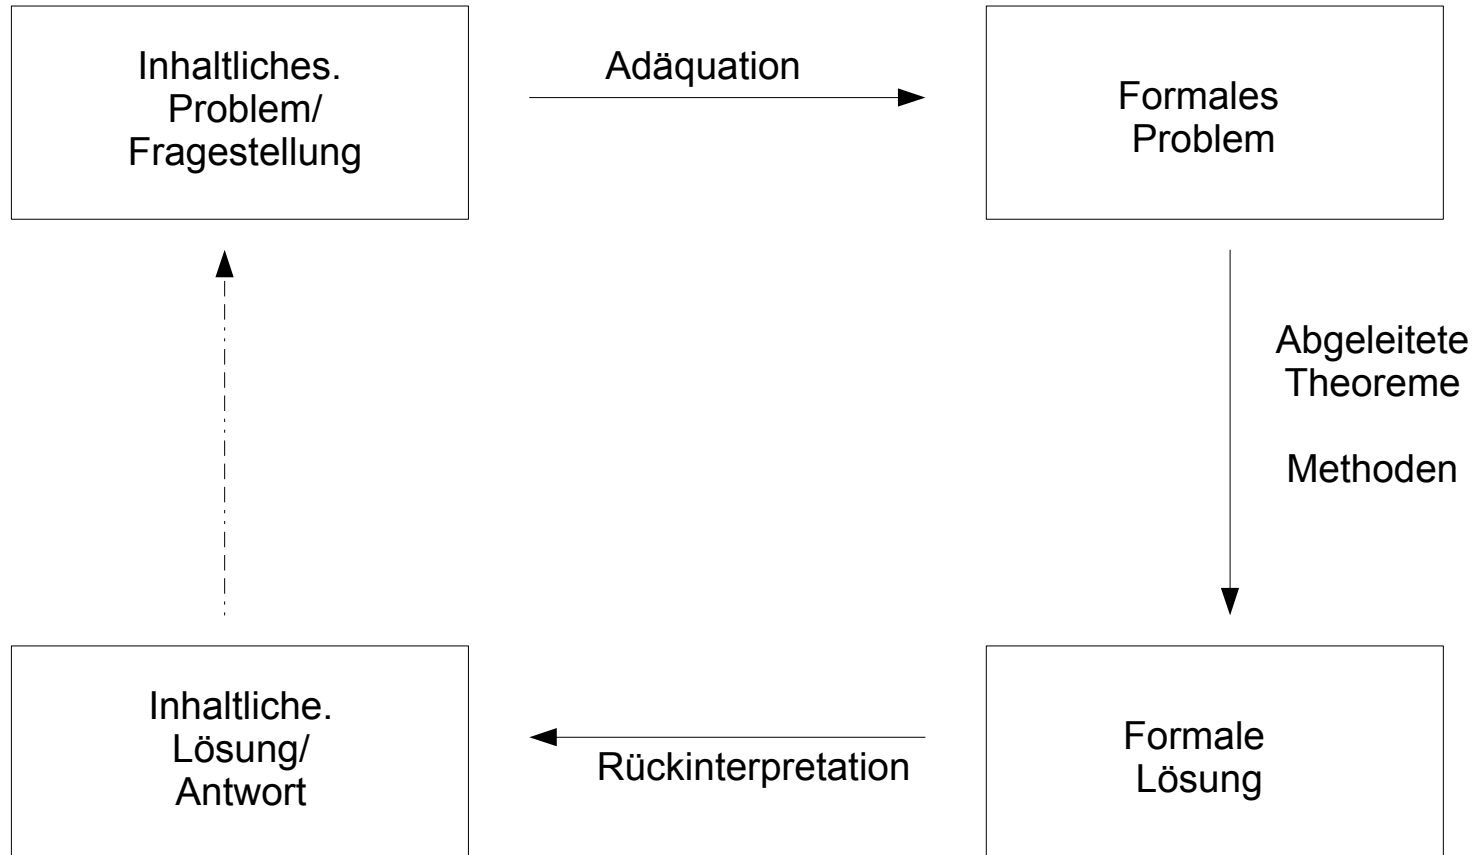 Inhaltliches.
Problem/
Fragestellung
Adäquation
Formales
Problem
Abgeleitete
Theoreme
Methoden
Inhaltliche.
Lösung/
Antwort
Rückinterpretation
Formale
Lösung